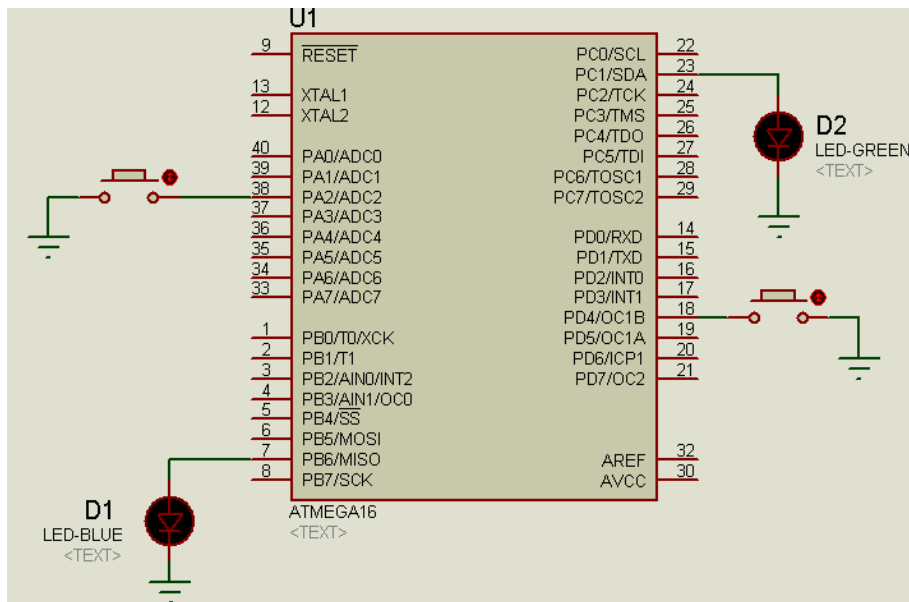 U1
9 RESET
13 XTAL1
12 XTAL2
40 PA0/ADC0
39 PA1/ADC1
38 PA2/ADC2
37 PA3/ADC3
36 PA4/ADC4
35 PA5/ADC5
34 PA6/ADC6
33 PA7/ADC7
1 PB0/T0/XCK
2 PB1/T1
3 PB2/AIN0/INT2
4 PB3/AIN1/OC0
5 PB4/SS
6 PB5/MOSI
7 PB6/MISO
8 PB7/SCK
PC0/SCL 22
PC1/SDA 23
PC2/TCK 24
PC3/TMS 25
PC4/TDO 26
PC5/TDI 27
PC6/TOSC1 28
PC7/TOSC2 29
PD0/RXD 14
PD1/TXD 15
PD2/INT0 16
PD3/INT1 17
PD4/OC1B 18
PD5/OC1A 19
PD6/ICP1 20
PD7/OC2 21
AREF 32
AVCC 30
ATMEGA16
<TEXT>
D2
LED-GREEN
<TEXT>
D1
LED-BLUE
<TEXT>